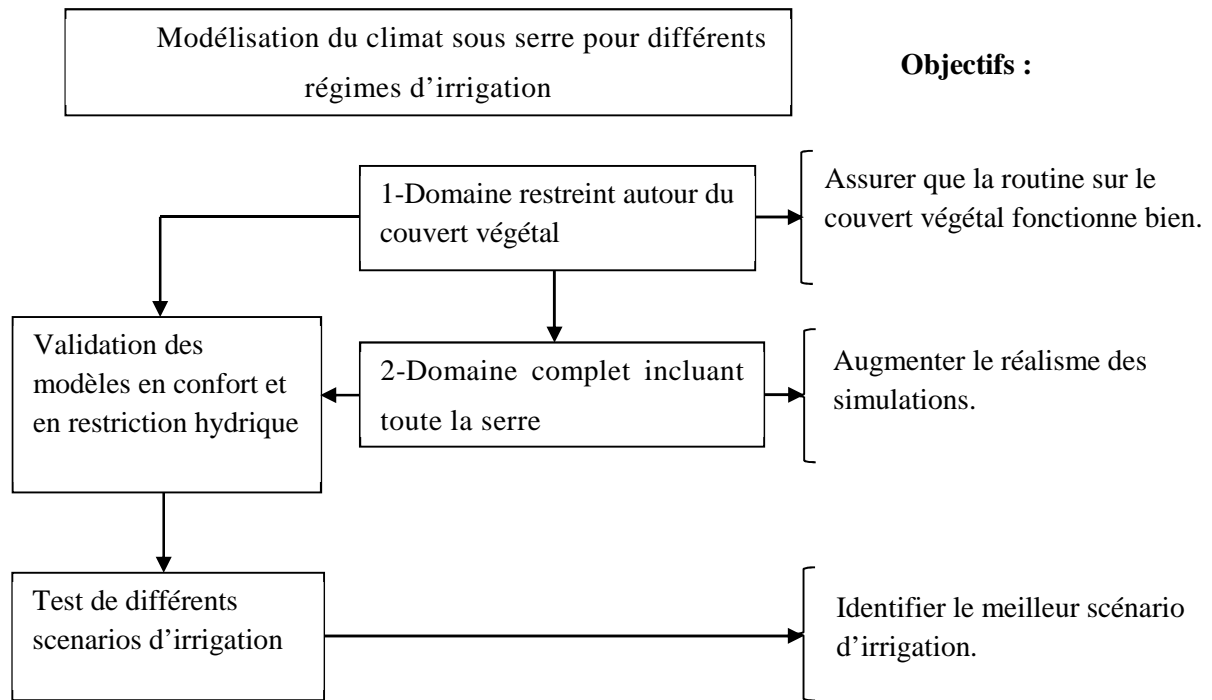 Modélisation du climat sous serre pour différents
régimes d’irrigation
Objectifs :
1-Domaine restreint autour du
couvert végétal
Assurer que la routine sur le
couvert végétal fonctionne bien.
Validation des
modèles en confort et
en restriction hydrique
2-Domaine complet incluant
toute la serre
Augmenter le réalisme des
simulations.
Test de différents
scenarios d’irrigation
Identifier le meilleur scénario
d’irrigation.